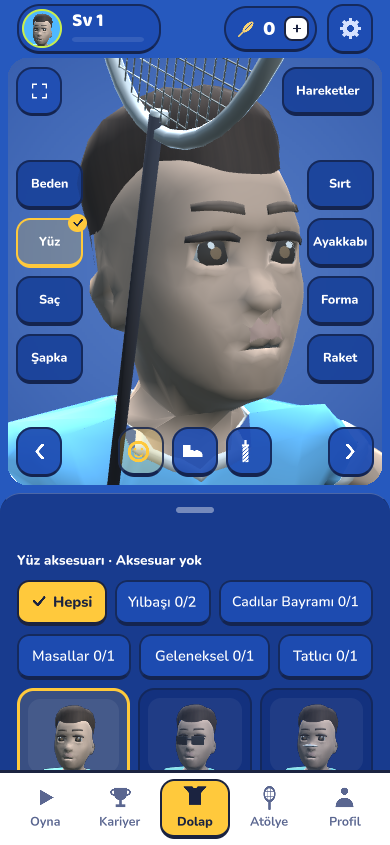 Sv 1
0 +
Hareketler
Beden
Sırt
Yüz
Ayakkabı
Saç
Forma
Şapka
Raket
Yüz aksesuarı · Aksesuar yok
Hepsi
Yılbaşı 0/2
Cadılar Bayramı 0/1
Masallar 0/1
Geleneksel 0/1
Tatlıcı 0/1
Oyna
Kariyer
Dolap
Atölye
Profil